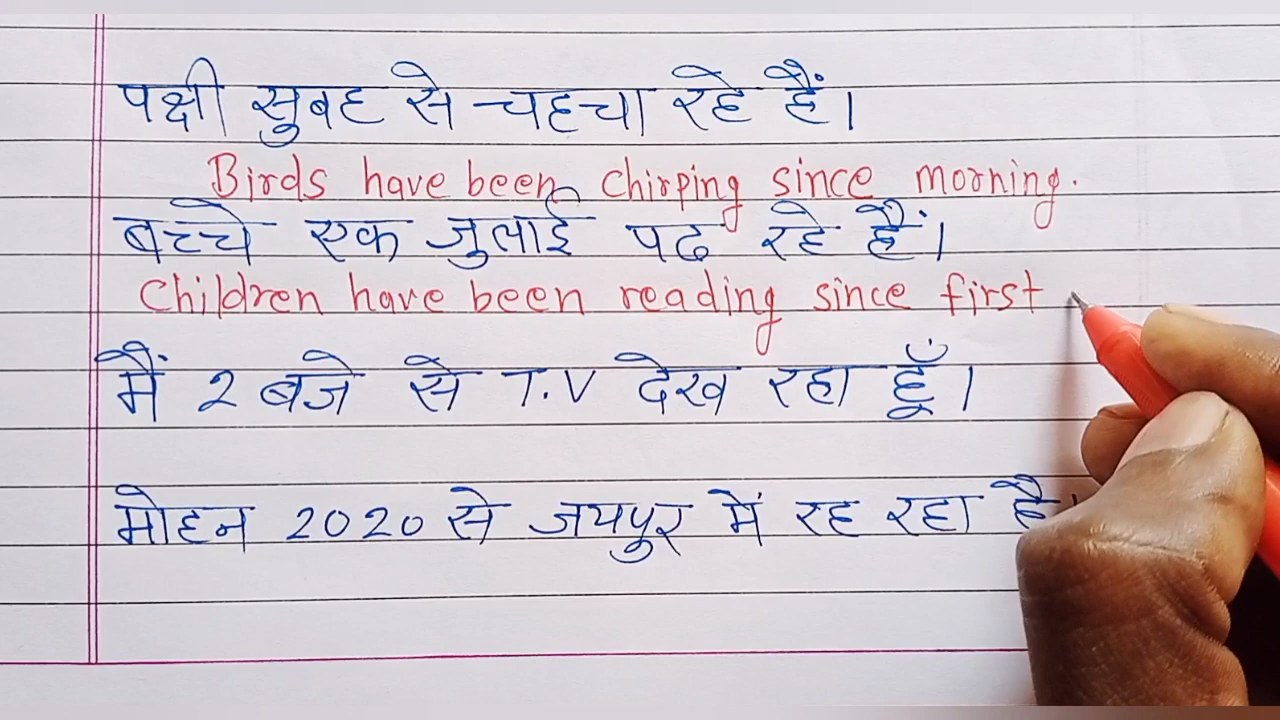 पक्षी सुबह से चहचा रहे हैं।
Birds have been chirping since morning.
बच्चे एक जुलाई पढ रहे हैं।
Children have been reading since first
मैं 2 बजे से T.V देख रहा हूँ।
मोहन 2020 से जयपुर में रह रहा है